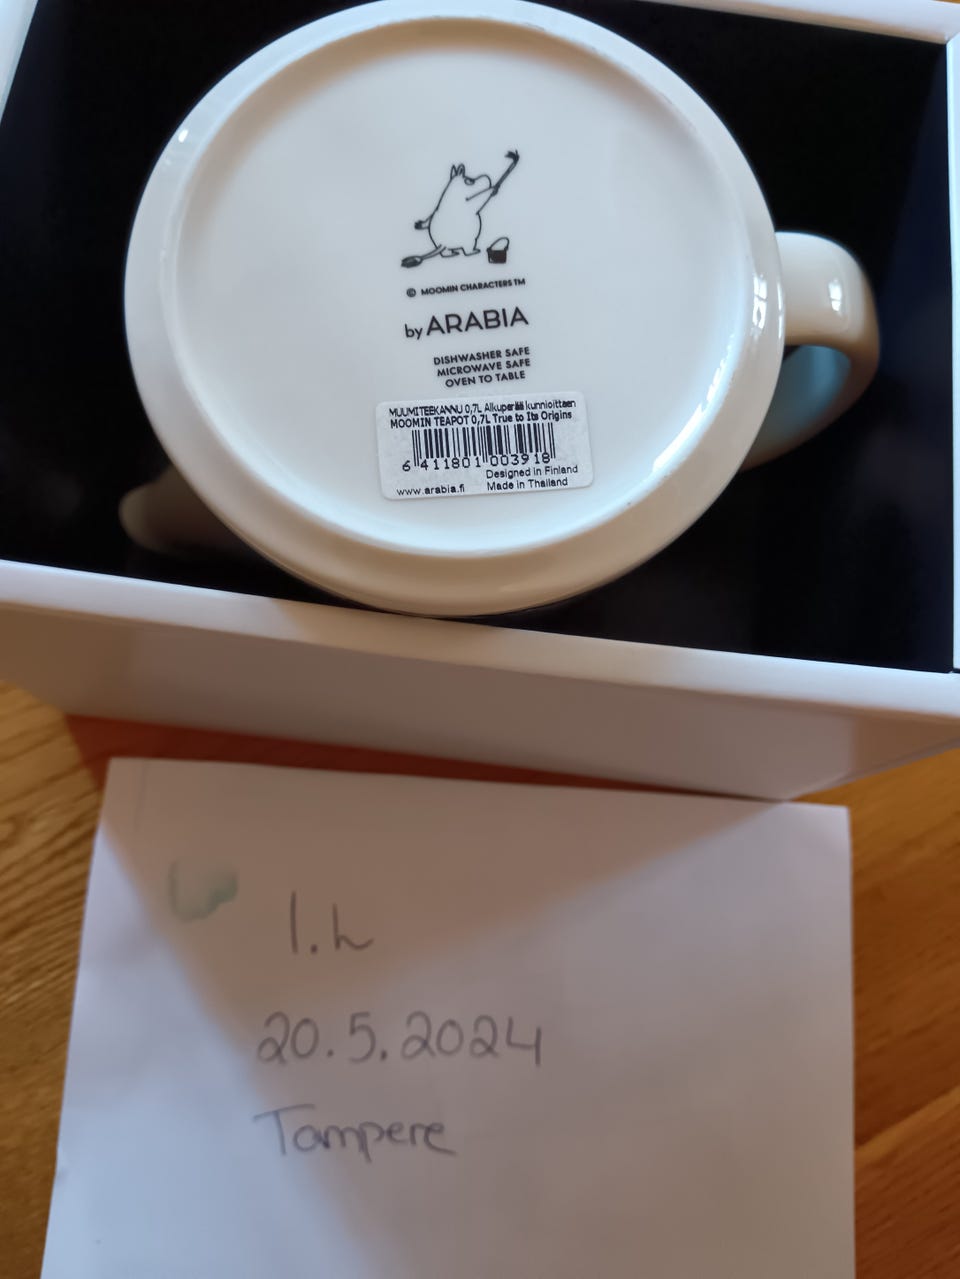 © MOOMIN CHARACTERS™
by ARABIA
DISHWASHER SAFE
MICROWAVE SAFE
OVEN TO TABLE
MUUMITEEKANNU 0,7L Alkuperää kunnioittaen
MOOMIN TEAPOT 0,7L True to Its Origins
6 411801 003918
Designed in Finland
www.arabia.fi Made in Thailand
I.h
20.5.2024
Tampere